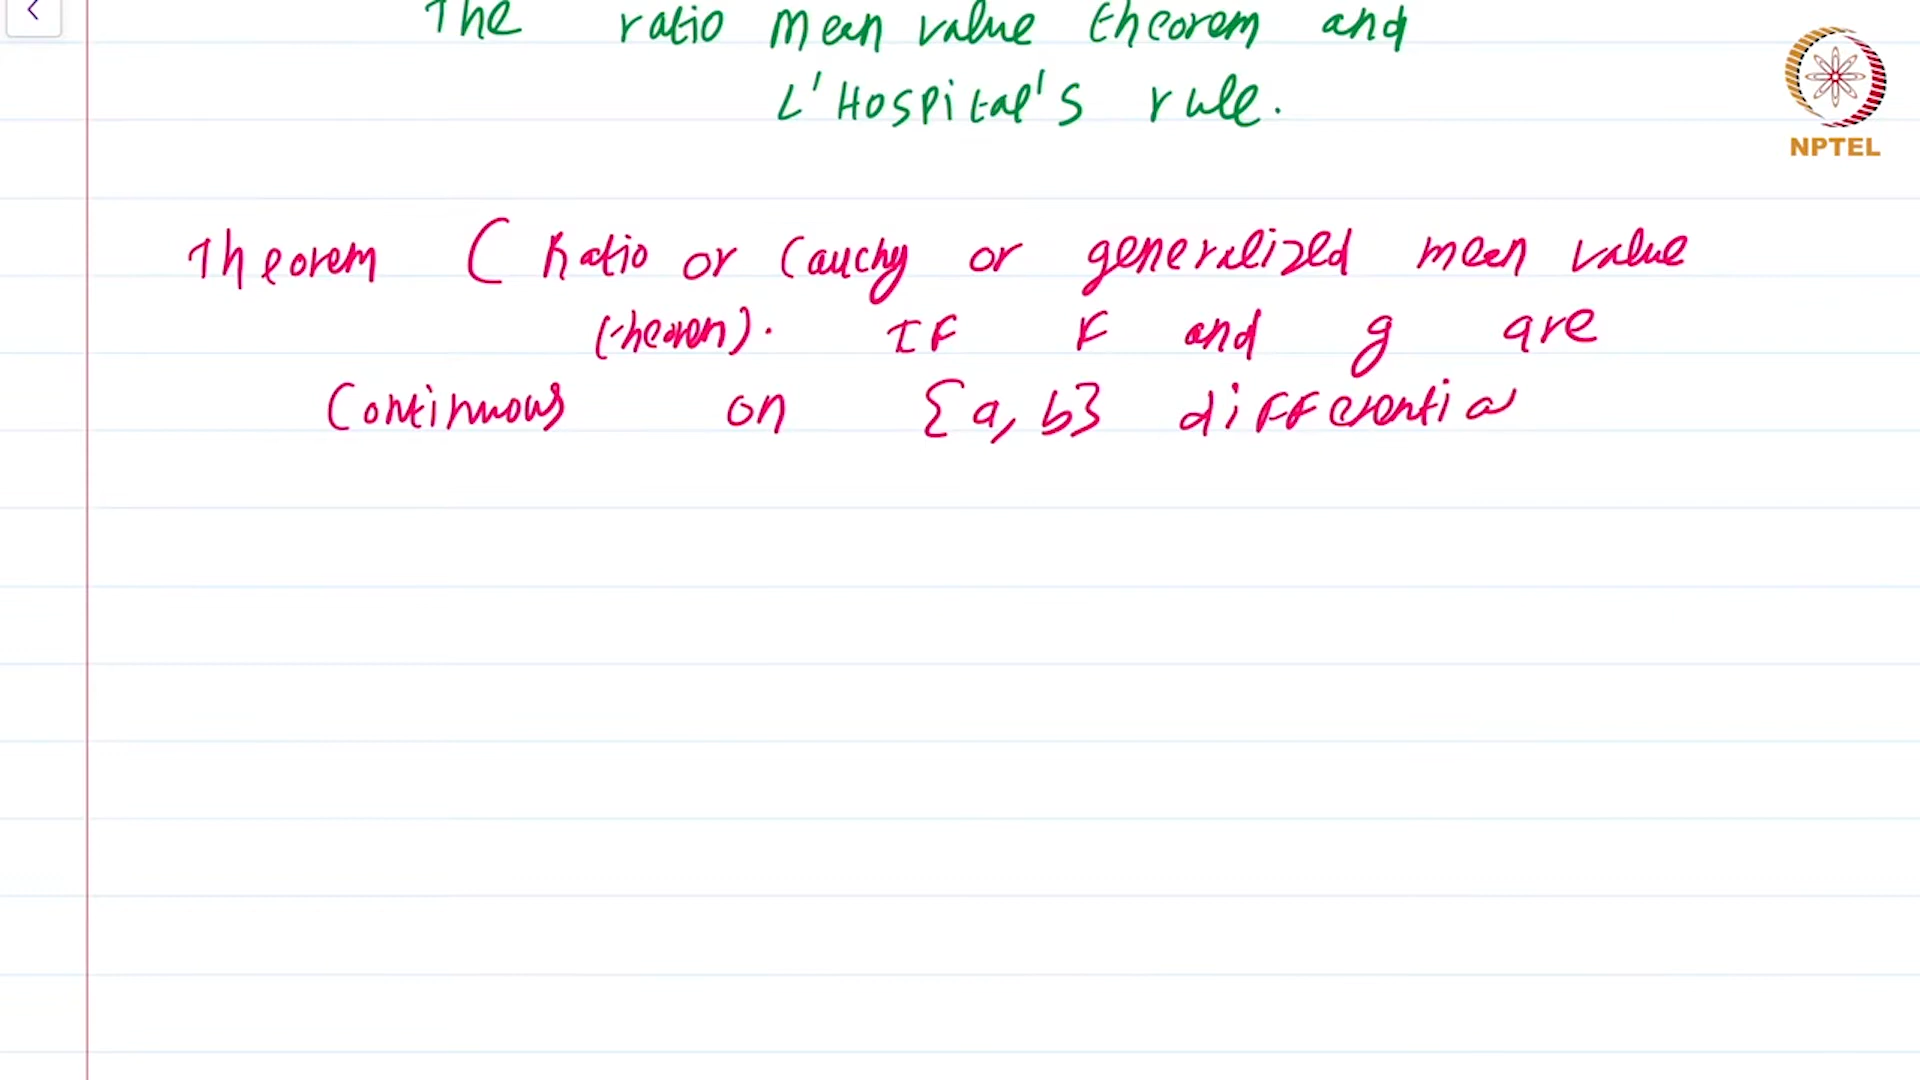 The ratio mean value theorem and
L'Hospital's rule.
NPTEL
Theorem (Ratio or Cauchy or generalized mean value
theorem). IF F and g are
Continuous on {a, b} differentia